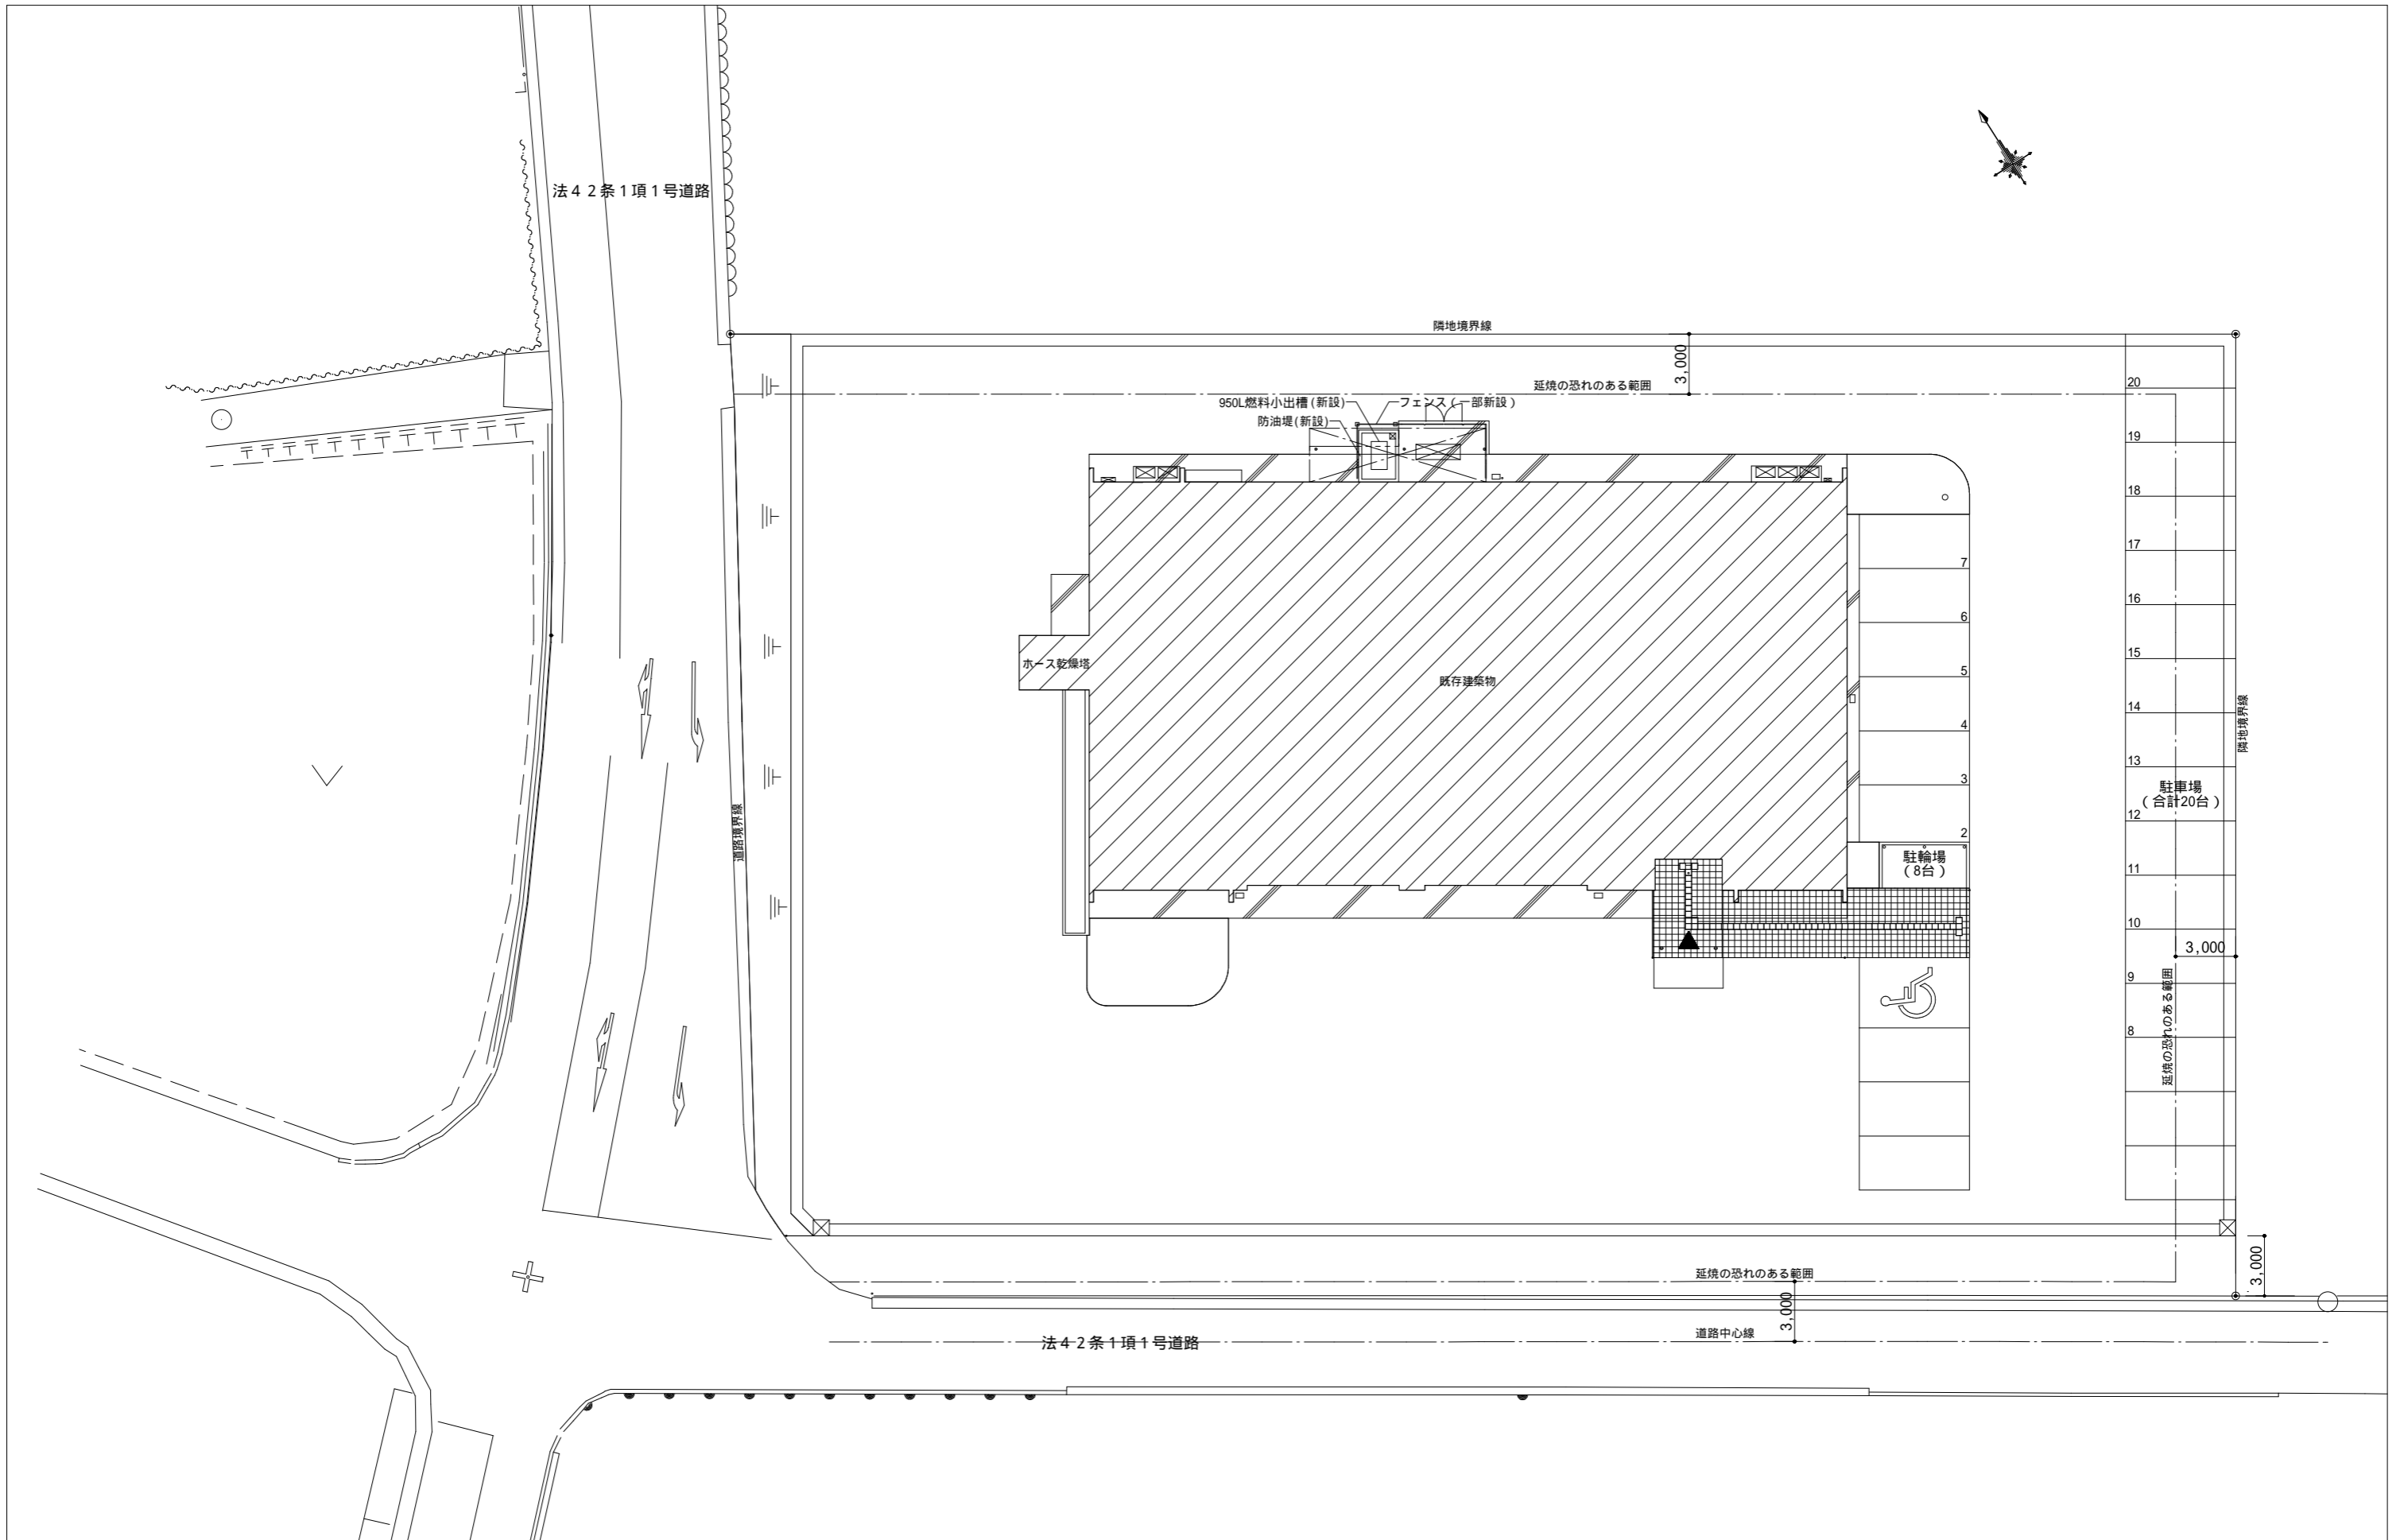 法４２条１項１号道路
隣地境界線
3,000
延焼の恐れのある範囲
950L燃料小出槽(新設)
フェンス(一部新設)
防油堤(新設)
20
19
18
17
16
15
14
13
12
11
10
9
8
7
6
5
4
3
2
ホース乾燥塔
既存建築物
隣地境界線
駐車場
(合計20台)
道路境界線
駐輪場
(8台)
3,000
延焼の恐れのある範囲
3,000
延焼の恐れのある範囲
3,000
道路中心線
法４２条１項１号道路